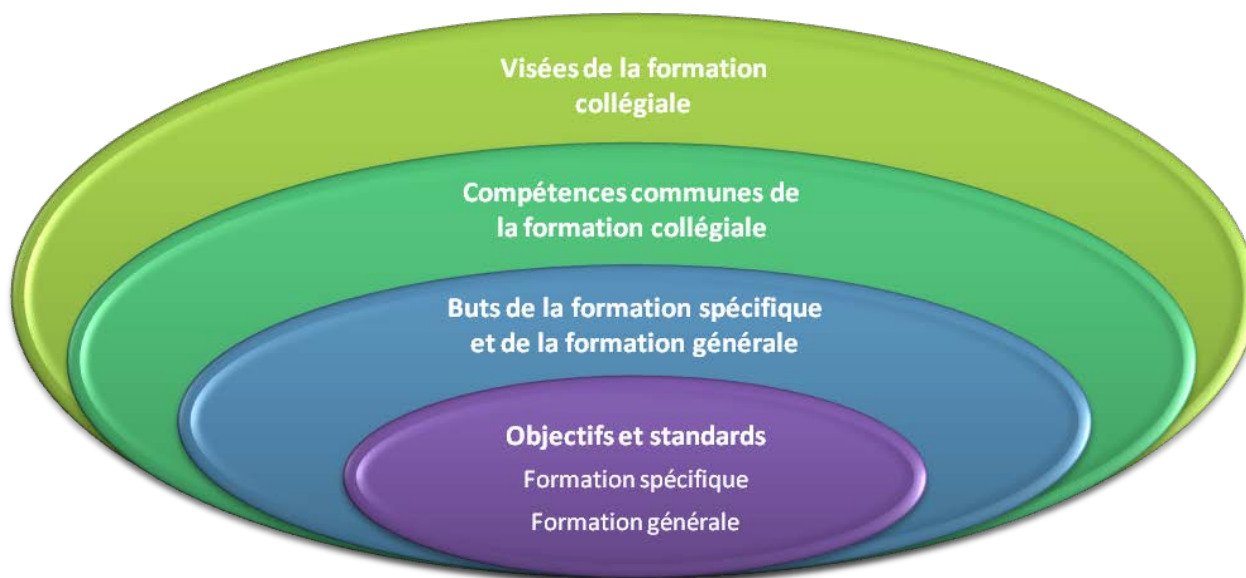 Visées de la formation
collégiale
Compétences communes de
la formation collégiale
Buts de la formation spécifique
et de la formation générale
Objectifs et standards
Formation spécifique
Formation générale